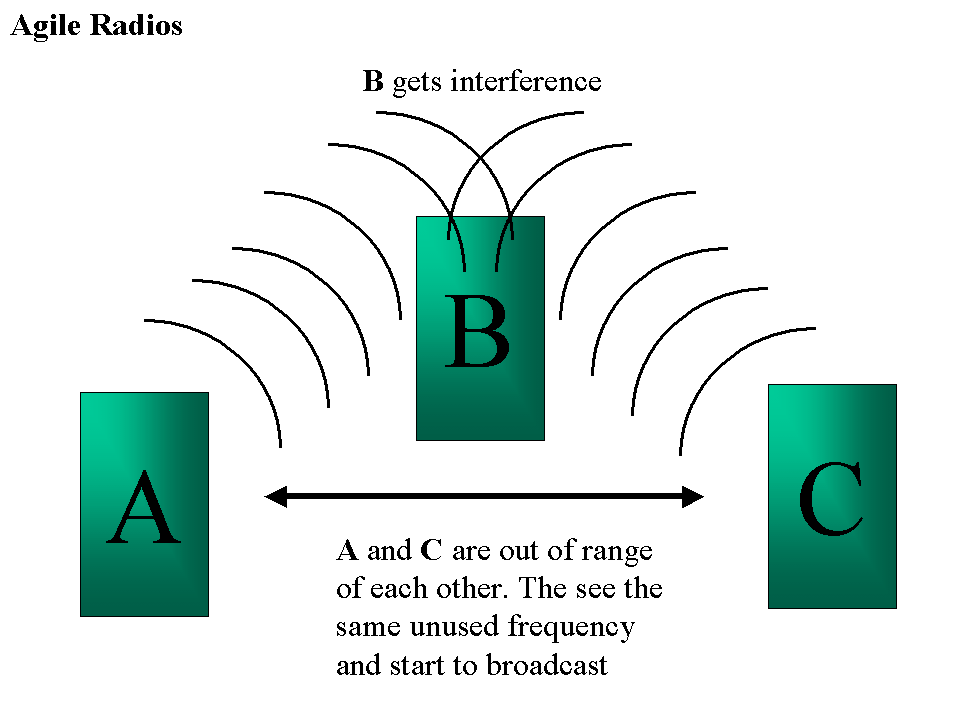 Agile Radios
B gets interference
B
A
C
A and C are out of range
of each other. The see the
same unused frequency
and start to broadcast